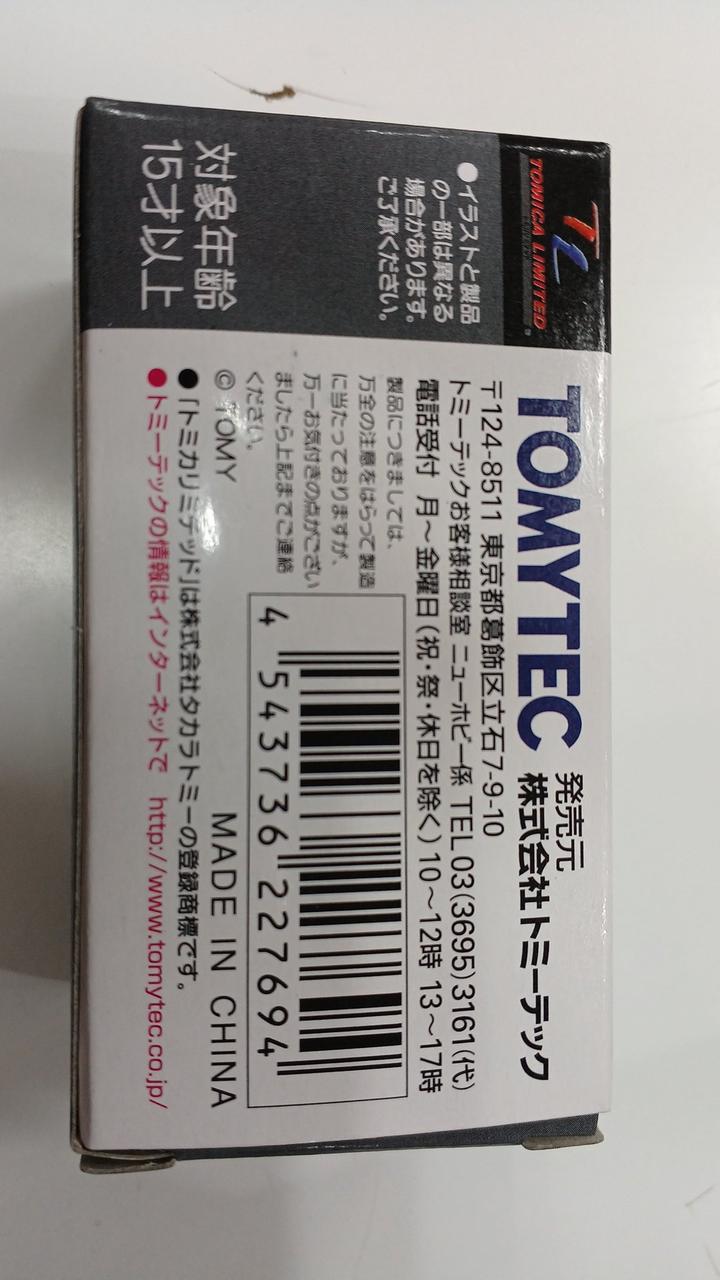 TL
TOMICA LIMITED
●イラストと製品
の一部は異なる
場合があります。
ご了承ください。
対象年齢
15才以上
TOMYTEC 発売元
株式会社トミーテック
〒124-8511 東京都葛飾区立石7-9-10
トミーテックお客様相談室 ニューホビー係 TEL 03(3695)3161(代)
電話受付 月～金曜日(祝・祭・休日を除く)10～12時 13～17時
製品につきましては、
万全の注意をはらって製造
に当たっておりますが、
万一お気付きの点がござい
ましたら上記までご連絡
ください。
© TOMY
4 543736 227694
MADE IN CHINA
●「トミカリミテッド」は株式会社タカラトミーの登録商標です。
●トミーテックの情報はインターネットで http://www.tomytec.co.jp/